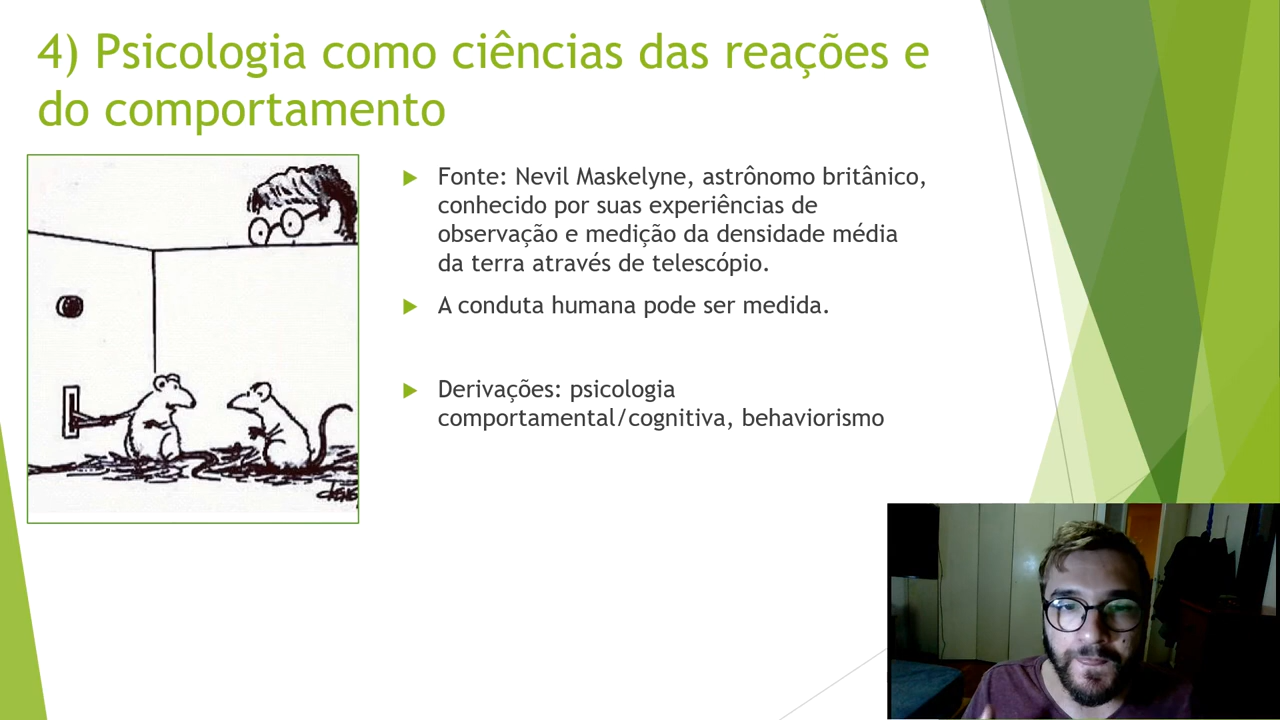 4) Psicologia como ciências das reações e
do comportamento
Fonte: Nevil Maskelyne, astrônomo britânico,
conhecido por suas experiências de
observação e medição da densidade média
da terra através de telescópio.
A conduta humana pode ser medida.
Derivações: psicologia
comportamental/cognitiva, behaviorismo